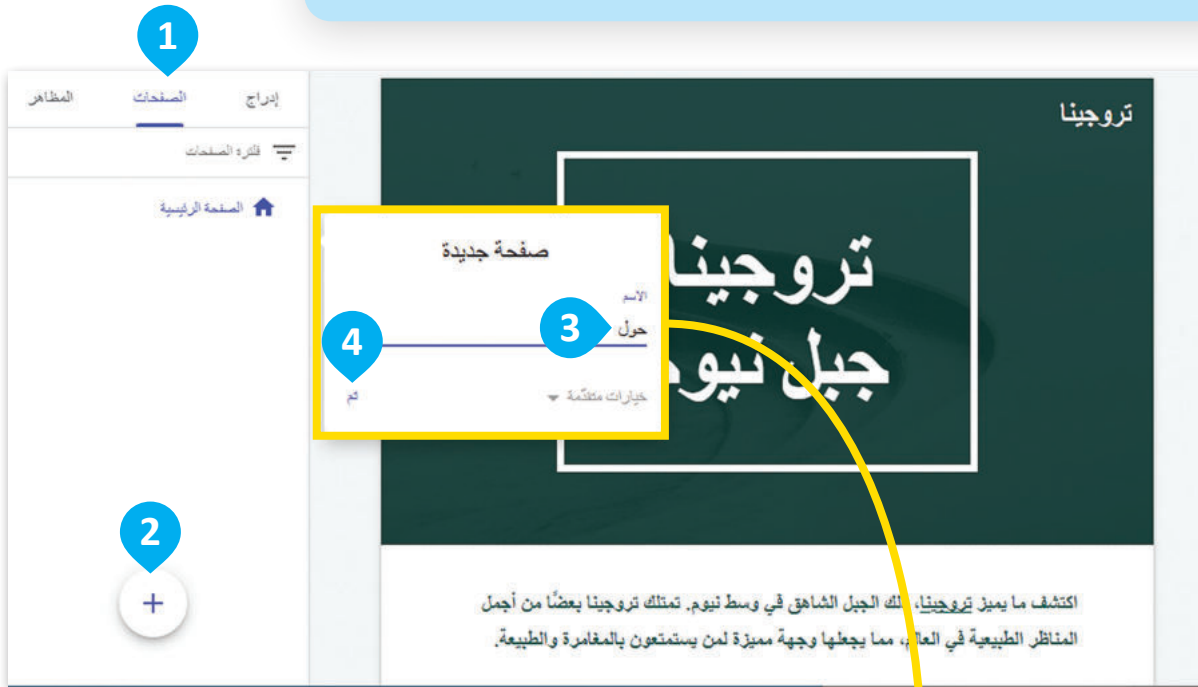 1
إدراج
الصفحات
المظاهر
فلترة الصفحات
الصفحة الرئيسية
2
+
تروجينا
تروجينا
جبل نيوم
صفحة جديدة
الاسم
حول
3
4
خيارات متقدّمة
تم
اكتشف ما يميز تروجينا، ذلك الجبل الشاهق في وسط نيوم. تمتلك تروجينا بعضًا من أجمل
المناظر الطبيعية في العالم، مما يجعلها وجهة مميزة لمن يستمتعون بالمغامرة والطبيعة.